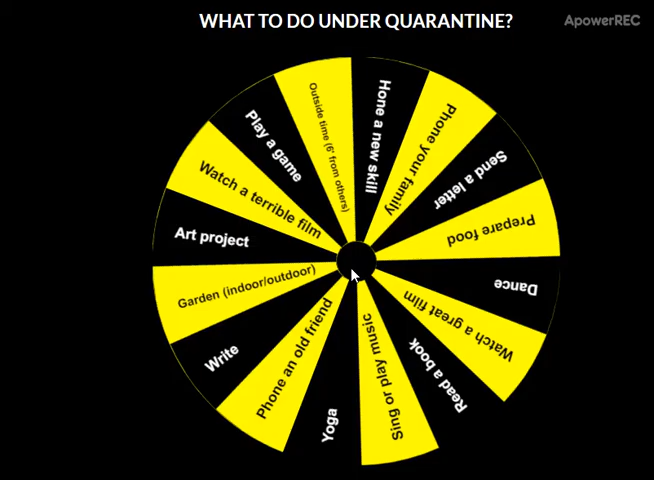 WHAT TO DO UNDER QUARANTINE?
ApowerREC
Hone a new skill
Phone your family
Send a letter
Prepare food
Dance
Watch a great film
Read a book
Sing or play music
Yoga
Phone an old friend
Write
Garden (indoor/outdoor)
Art project
Watch a terrible film
Play a game
Outside time (6' from others)